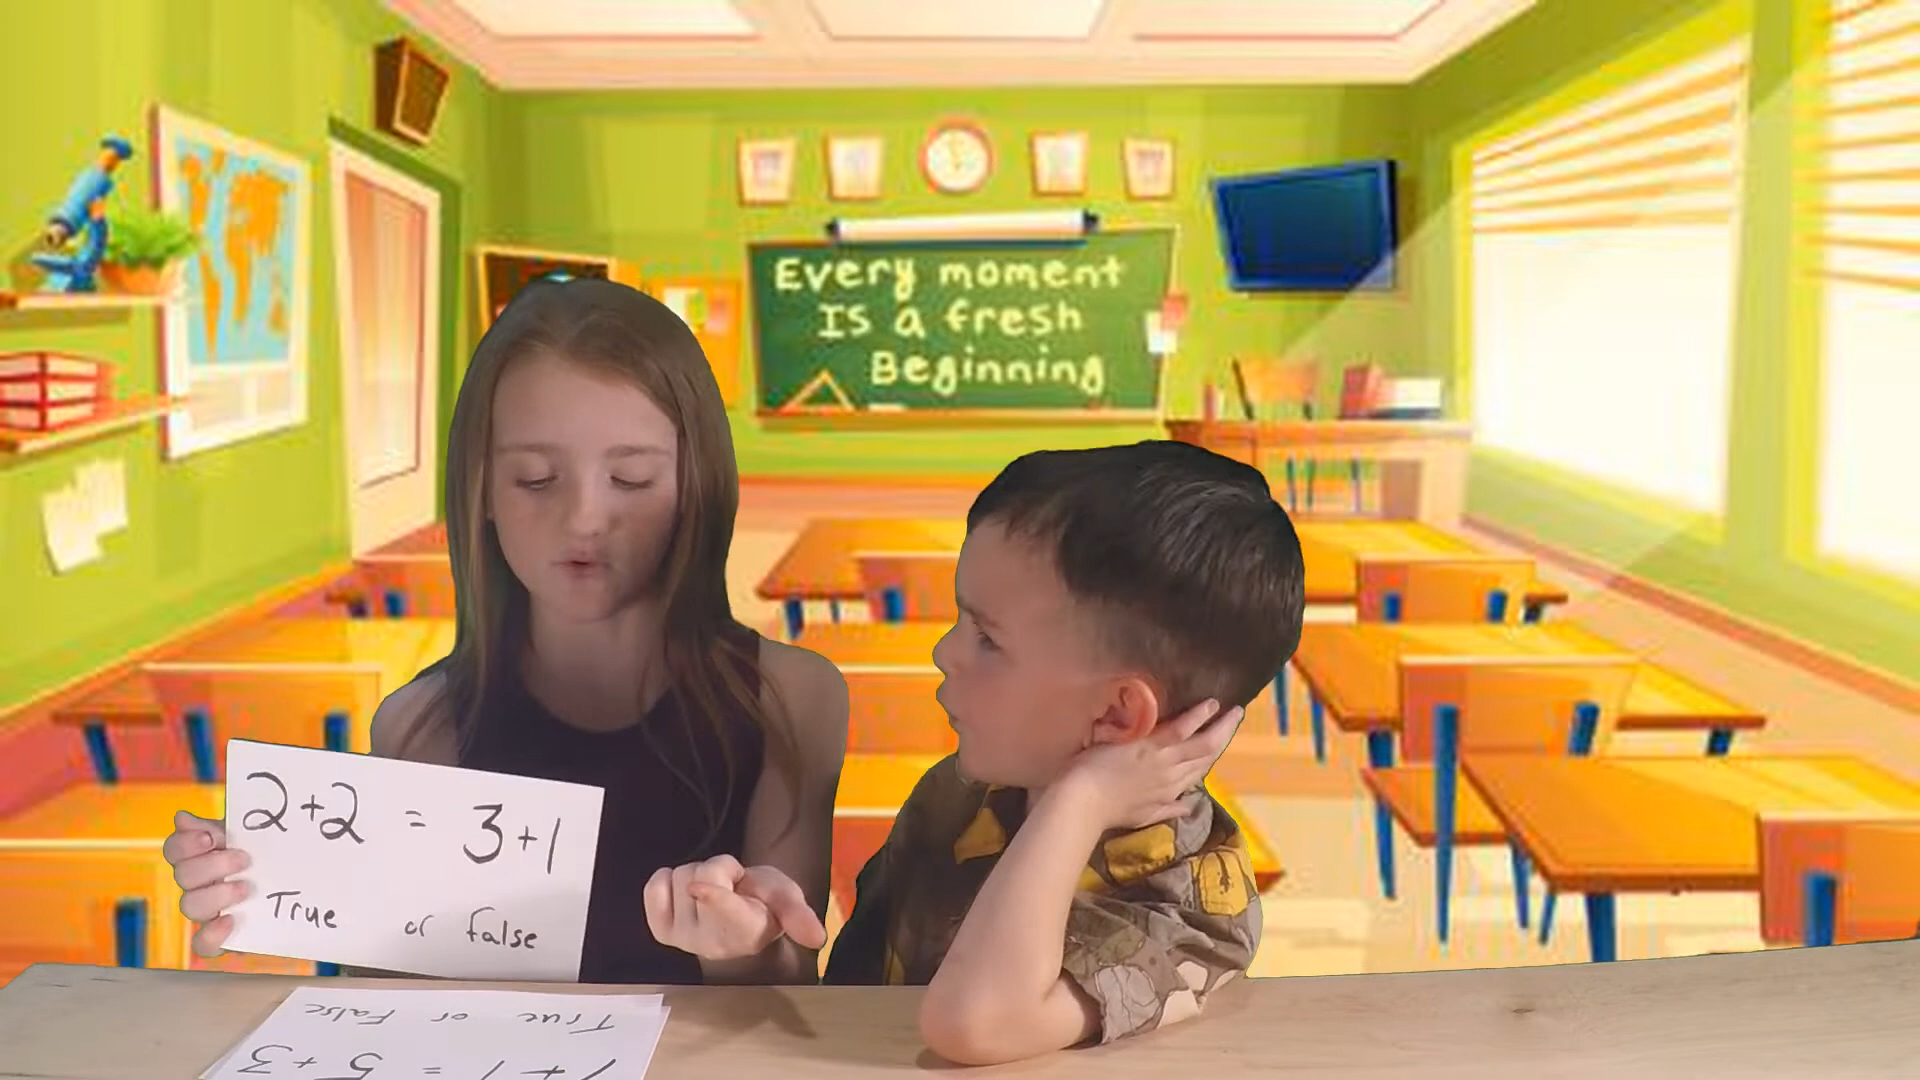 Every moment
Is a fresh
Beginning
2+2 = 3+1
True or false
True or False